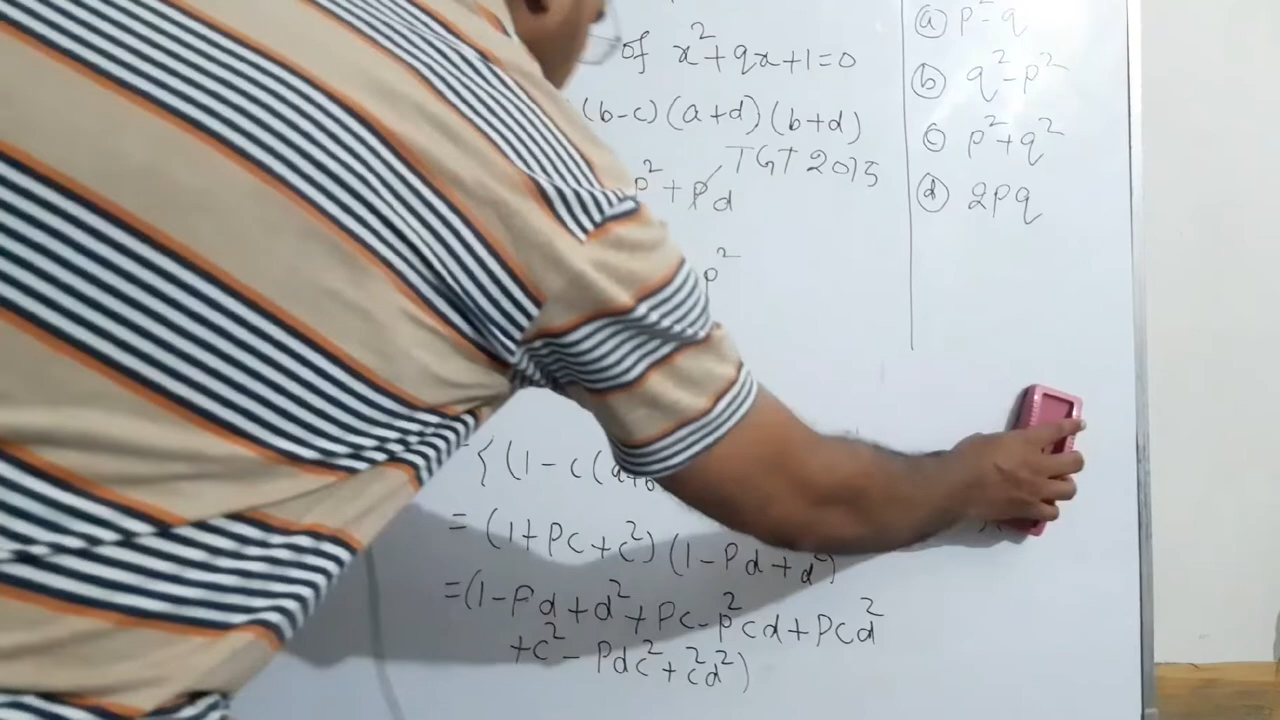 of x²+qx+1=0
(b-c)(a+d)(b+d)
TGT 2015
p²+pd
p²
={(1-c(a+b
=(1+Pc+c²)(1-Pd+d²)
=(1-Pd+d²+Pc-p²cd+Pcd²
+c²-Pdc²+c²d²)
ⓐ p²-q
ⓑ q²-p²
ⓒ p²+q²
ⓓ 2pq